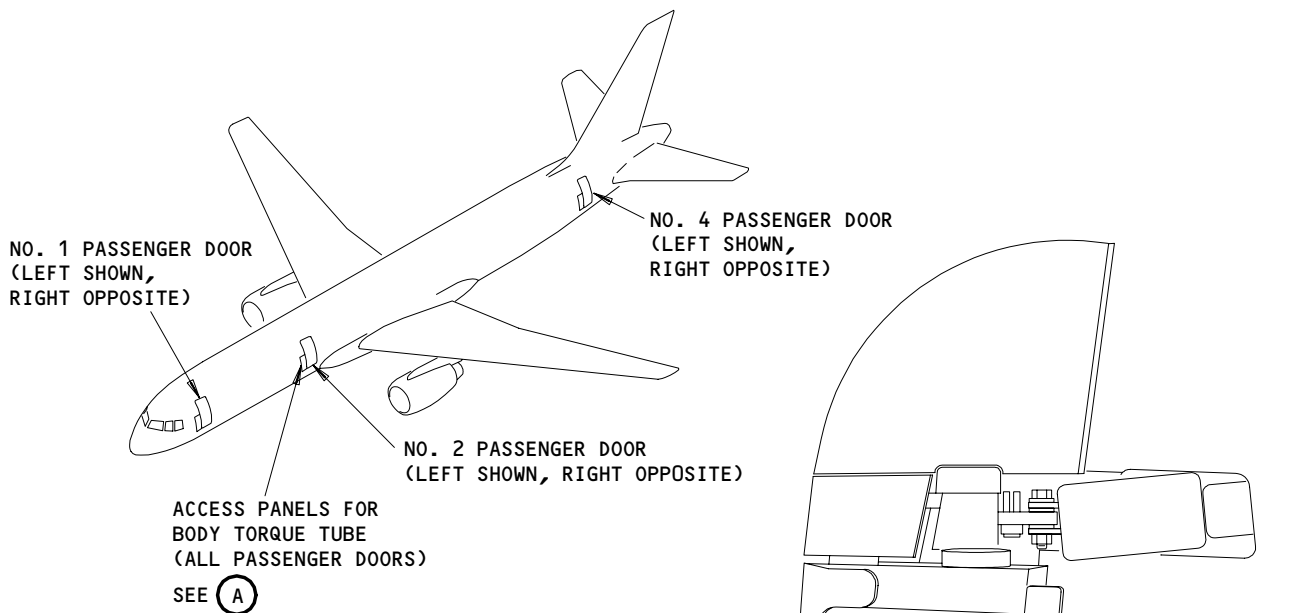 NO. 4 PASSENGER DOOR
(LEFT SHOWN,
RIGHT OPPOSITE)
NO. 1 PASSENGER DOOR
(LEFT SHOWN,
RIGHT OPPOSITE)
NO. 2 PASSENGER DOOR
(LEFT SHOWN, RIGHT OPPOSITE)
ACCESS PANELS FOR
BODY TORQUE TUBE
(ALL PASSENGER DOORS)
SEE A